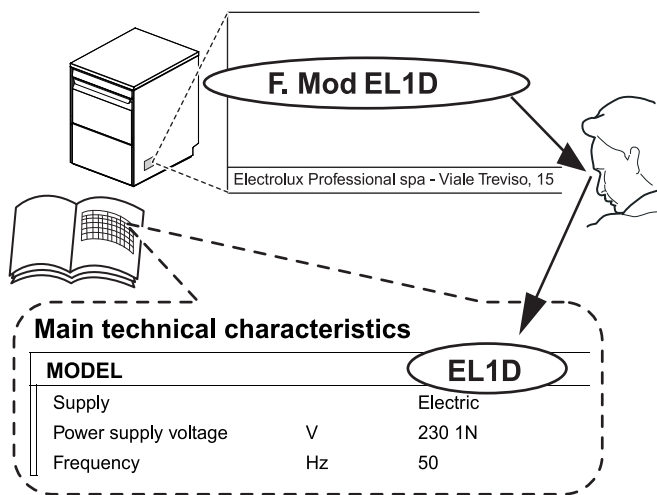 F. Mod EL1D
Electrolux Professional spa - Viale Treviso, 15
Main technical characteristics
MODEL EL1D
Supply Electric
Power supply voltage V 230 1N
Frequency Hz 50